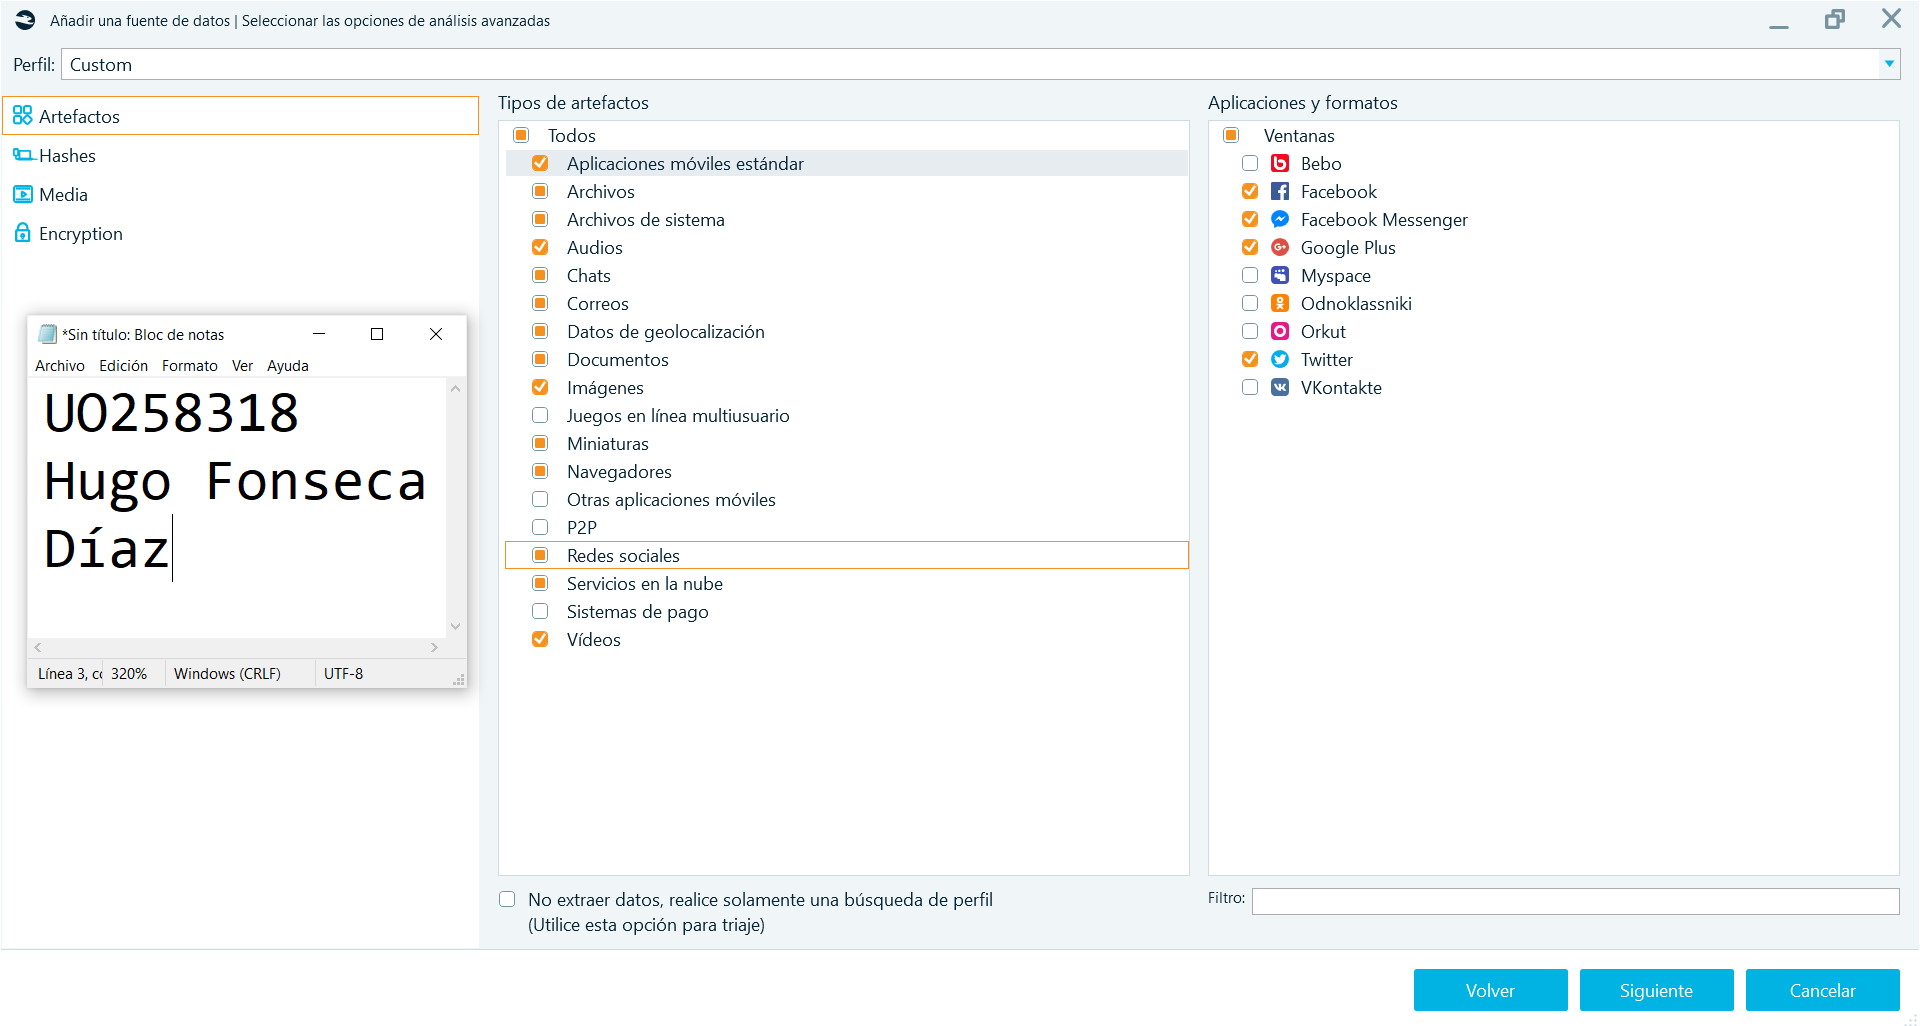 Añadir una fuente de datos | Seleccionar las opciones de análisis avanzadas
Perfil: Custom
Artefactos
Hashes
Media
Encryption
*Sin título: Bloc de notas
Archivo Edición Formato Ver Ayuda
UO258318
Hugo Fonseca
Díaz
Línea 3, cc 320% Windows (CRLF) UTF-8
Tipos de artefactos
Todos
Aplicaciones móviles estándar
Archivos
Archivos de sistema
Audios
Chats
Correos
Datos de geolocalización
Documentos
Imágenes
Juegos en línea multiusuario
Miniaturas
Navegadores
Otras aplicaciones móviles
P2P
Redes sociales
Servicios en la nube
Sistemas de pago
Vídeos
No extraer datos, realice solamente una búsqueda de perfil
(Utilice esta opción para triaje)
Aplicaciones y formatos
Ventanas
Bebo
Facebook
Facebook Messenger
Google Plus
Myspace
Odnoklassniki
Orkut
Twitter
VKontakte
Filtro:
Volver Siguiente Cancelar